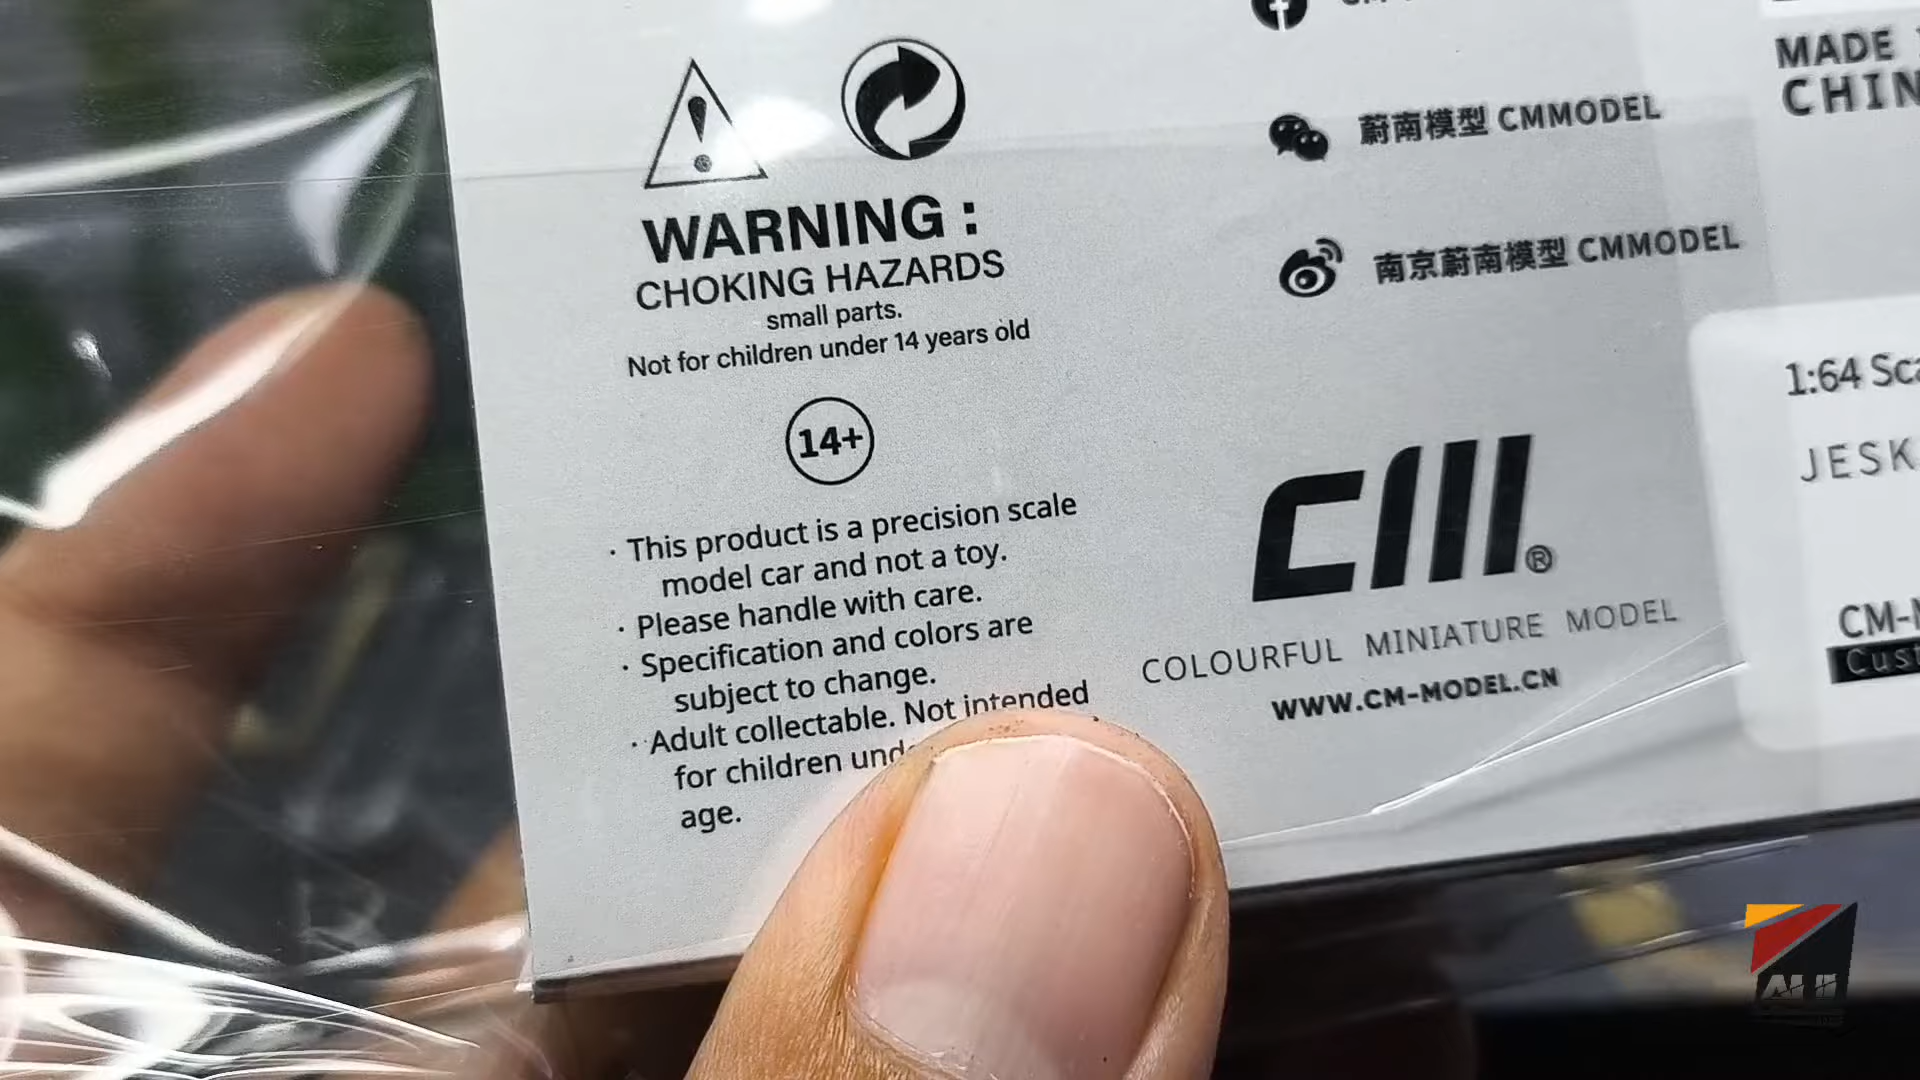 WARNING :
CHOKING HAZARDS
small parts.
Not for children under 14 years old
14+
· This product is a precision scale
model car and not a toy.
· Please handle with care.
· Specification and colors are
subject to change.
· Adult collectable. Not intended
for children
age.
蔚南模型 CMMODEL
南京蔚南模型 CMMODEL
CM®
COLOURFUL MINIATURE MODEL
WWW.CM-MODEL.CN
MADE
CHIN
1:64 Sca
JESK
CM-
Cust